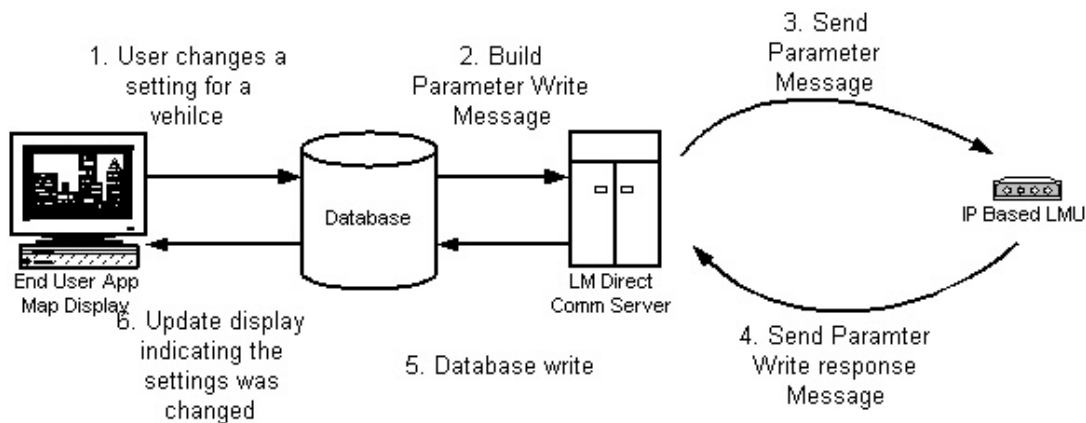 1. User changes a
setting for a
vehilce
2. Build
Parameter Write
Message
3. Send
Parameter
Message
Database
IP Based LMU
End User App
Map Display
LM Direct
Comm Server
6. Update display
indicating the
settings was
changed
5. Database write
4. Send Paramter
Write response
Message